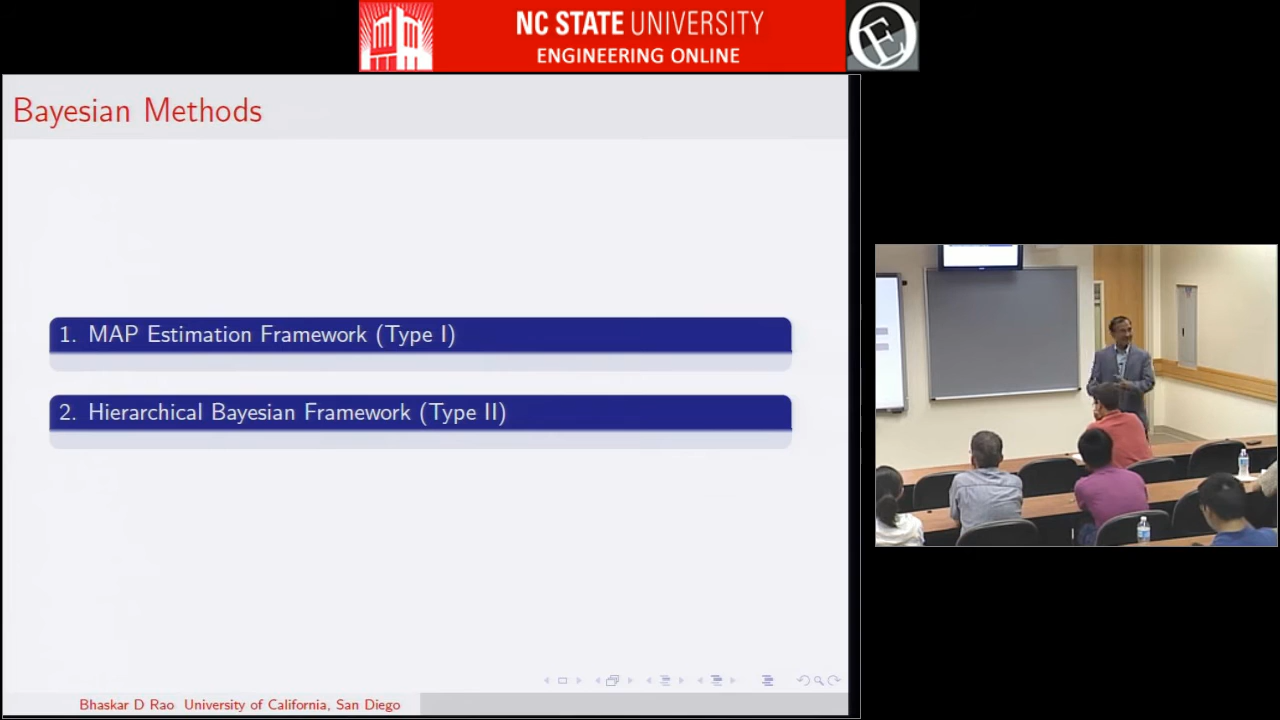 NC STATE UNIVERSITY
ENGINEERING ONLINE
Bayesian Methods
1. MAP Estimation Framework (Type I)
2. Hierarchical Bayesian Framework (Type II)
Bhaskar D Rao University of California, San Diego